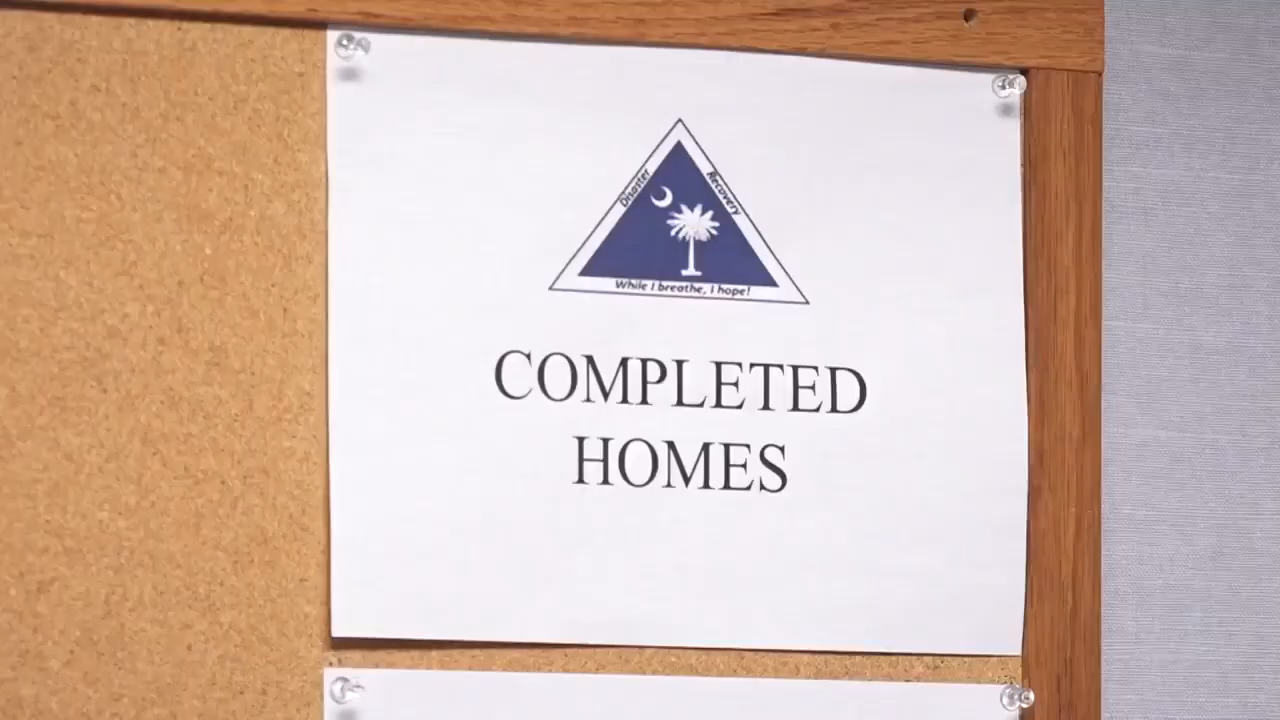 Disaster
Recovery
While I breathe, I hope!
COMPLETED
HOMES